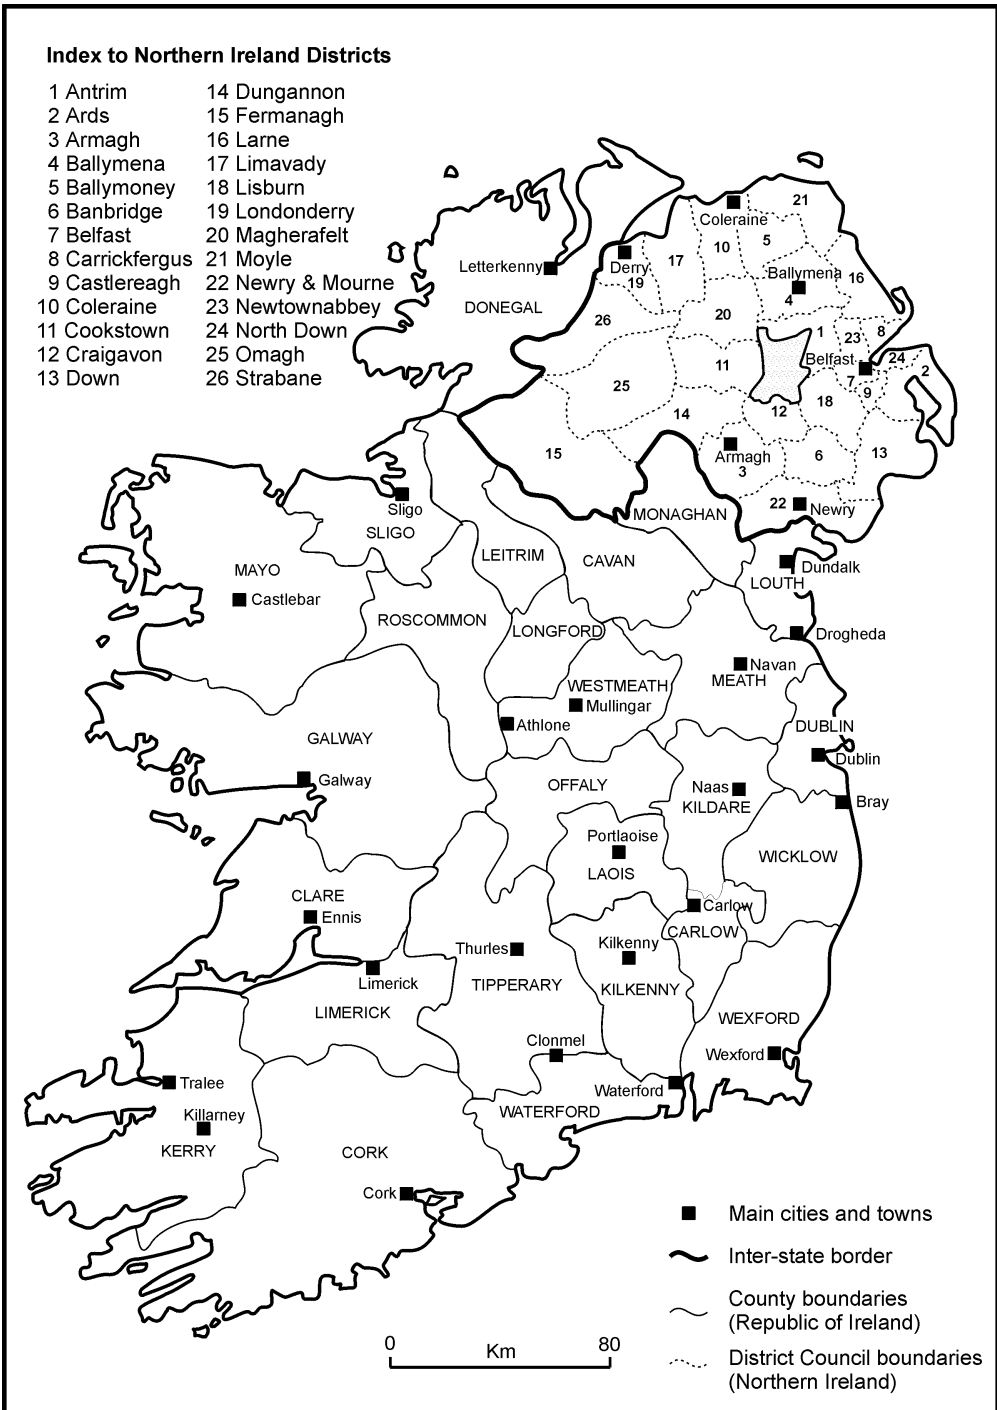 Index to Northern Ireland Districts
1 Antrim
2 Ards
3 Armagh
4 Ballymena
5 Ballymoney
6 Banbridge
7 Belfast
8 Carrickfergus
9 Castlereagh
10 Coleraine
11 Cookstown
12 Craigavon
13 Down
14 Dungannon
15 Fermanagh
16 Larne
17 Limavady
18 Lisburn
19 Londonderry
20 Magherafelt
21 Moyle
22 Newry & Mourne
23 Newtownabbey
24 North Down
25 Omagh
26 Strabane
21
Coleraine
10
5
17
Derry
19
Letterkenny
DONEGAL
Ballymena
4
16
26
20
1
23
8
Belfast
24
2
7
9
11
25
18
12
14
15
Armagh
3
6
13
22
Newry
MONAGHAN
Sligo
SLIGO
LEITRIM
CAVAN
Dundalk
LOUTH
MAYO
Castlebar
ROSCOMMON
LONGFORD
Drogheda
Navan
MEATH
WESTMEATH
Mullingar
Athlone
DUBLIN
Dublin
GALWAY
Galway
OFFALY
Naas
KILDARE
Bray
Portlaoise
LAOIS
WICKLOW
CLARE
Ennis
Carlow
CARLOW
Thurles
Kilkenny
TIPPERARY
KILKENNY
Limerick
LIMERICK
WEXFORD
Wexford
Clonmel
Waterford
WATERFORD
Tralee
Killarney
KERRY
CORK
Cork
Main cities and towns
Inter-state border
County boundaries
(Republic of Ireland)
District Council boundaries
(Northern Ireland)
0
80
Km